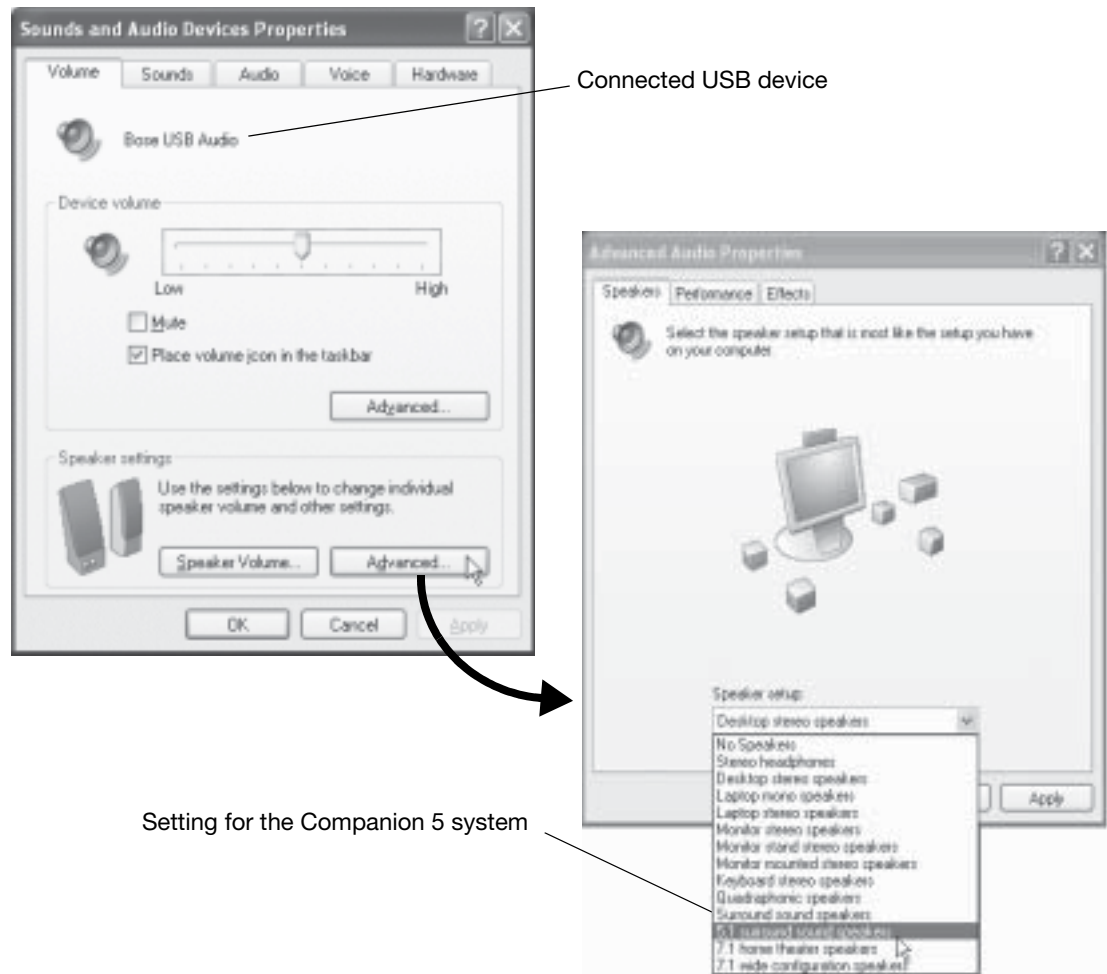 Sounds and Audio Devices Properties
Volume
Sounds
Audio
Voice
Hardware
Connected USB device
Bose USB Audio
Device volume
Low
High
Mute
Place volume icon in the taskbar
Advanced...
Speaker settings
Use the settings below to change individual
speaker volume and other settings.
Speaker Volume...
Advanced...
OK
Cancel
Apply
Advanced Audio Properties
Speakers
Performance
Effects
Select the speaker setup that is most like the setup you have
on your computer.
Speaker setup:
Desktop stereo speakers
No Speakers
Stereo headphones
Desktop stereo speakers
Laptop mono speakers
Laptop stereo speakers
Monitor stereo speakers
Monitor stand stereo speakers
Monitor mounted stereo speakers
Keyboard stereo speakers
Quadraphonic speakers
Surround sound speakers
5.1 surround sound speakers
7.1 home theater speakers
7.1 wide configuration speakers
Apply
Setting for the Companion 5 system